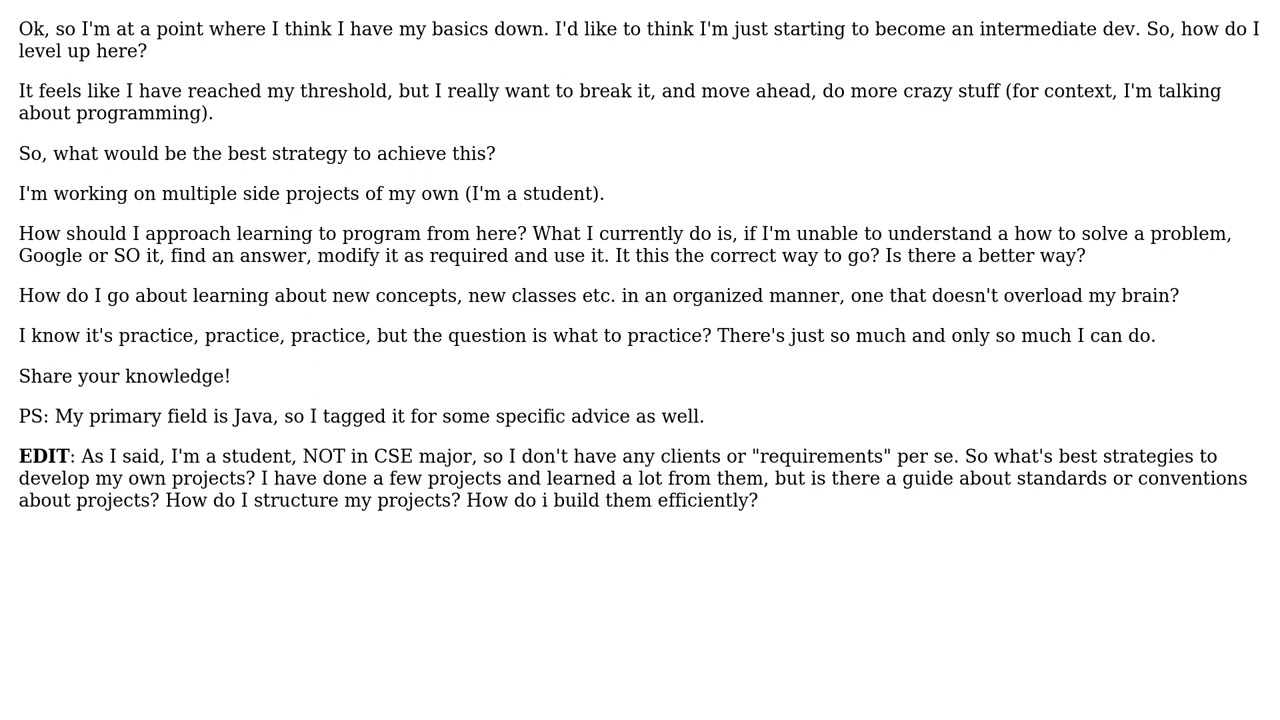 Ok, so I'm at a point where I think I have my basics down. I'd like to think I'm just starting to become an intermediate dev. So, how do I
level up here?
It feels like I have reached my threshold, but I really want to break it, and move ahead, do more crazy stuff (for context, I'm talking
about programming).
So, what would be the best strategy to achieve this?
I'm working on multiple side projects of my own (I'm a student).
How should I approach learning to program from here? What I currently do is, if I'm unable to understand a how to solve a problem,
Google or SO it, find an answer, modify it as required and use it. It this the correct way to go? Is there a better way?
How do I go about learning about new concepts, new classes etc. in an organized manner, one that doesn't overload my brain?
I know it's practice, practice, practice, but the question is what to practice? There's just so much and only so much I can do.
Share your knowledge!
PS: My primary field is Java, so I tagged it for some specific advice as well.
EDIT: As I said, I'm a student, NOT in CSE major, so I don't have any clients or "requirements" per se. So what's best strategies to
develop my own projects? I have done a few projects and learned a lot from them, but is there a guide about standards or conventions
about projects? How do I structure my projects? How do i build them efficiently?